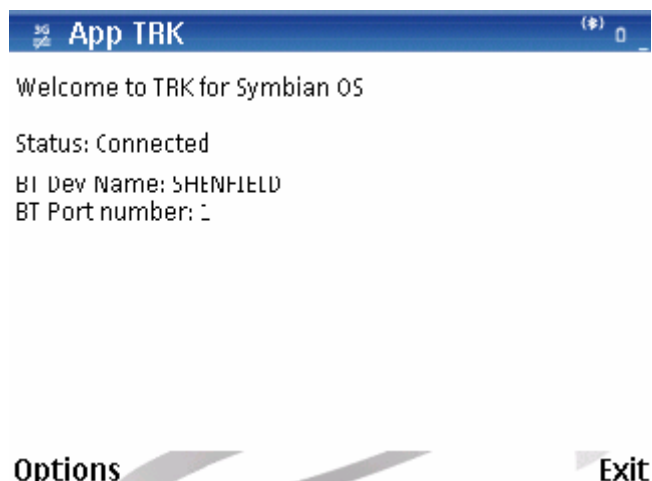 3G App TRK
Welcome to TRK for Symbian OS
Status: Connected
BT Dev Name: SHENFIELD
BT Port number: 1
Options Exit